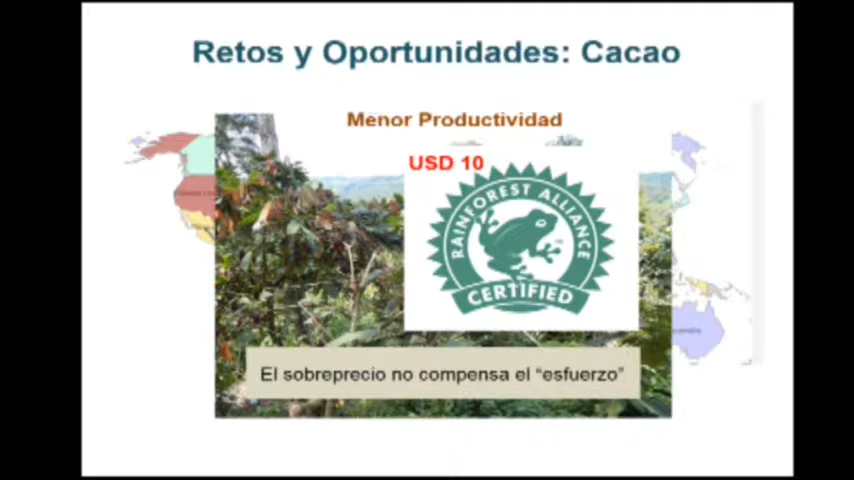 Retos y Oportunidades: Cacao
Menor Productividad
USD 10
RAINFOREST ALLIANCE
CERTIFIED
El sobreprecio no compensa el “esfuerzo”